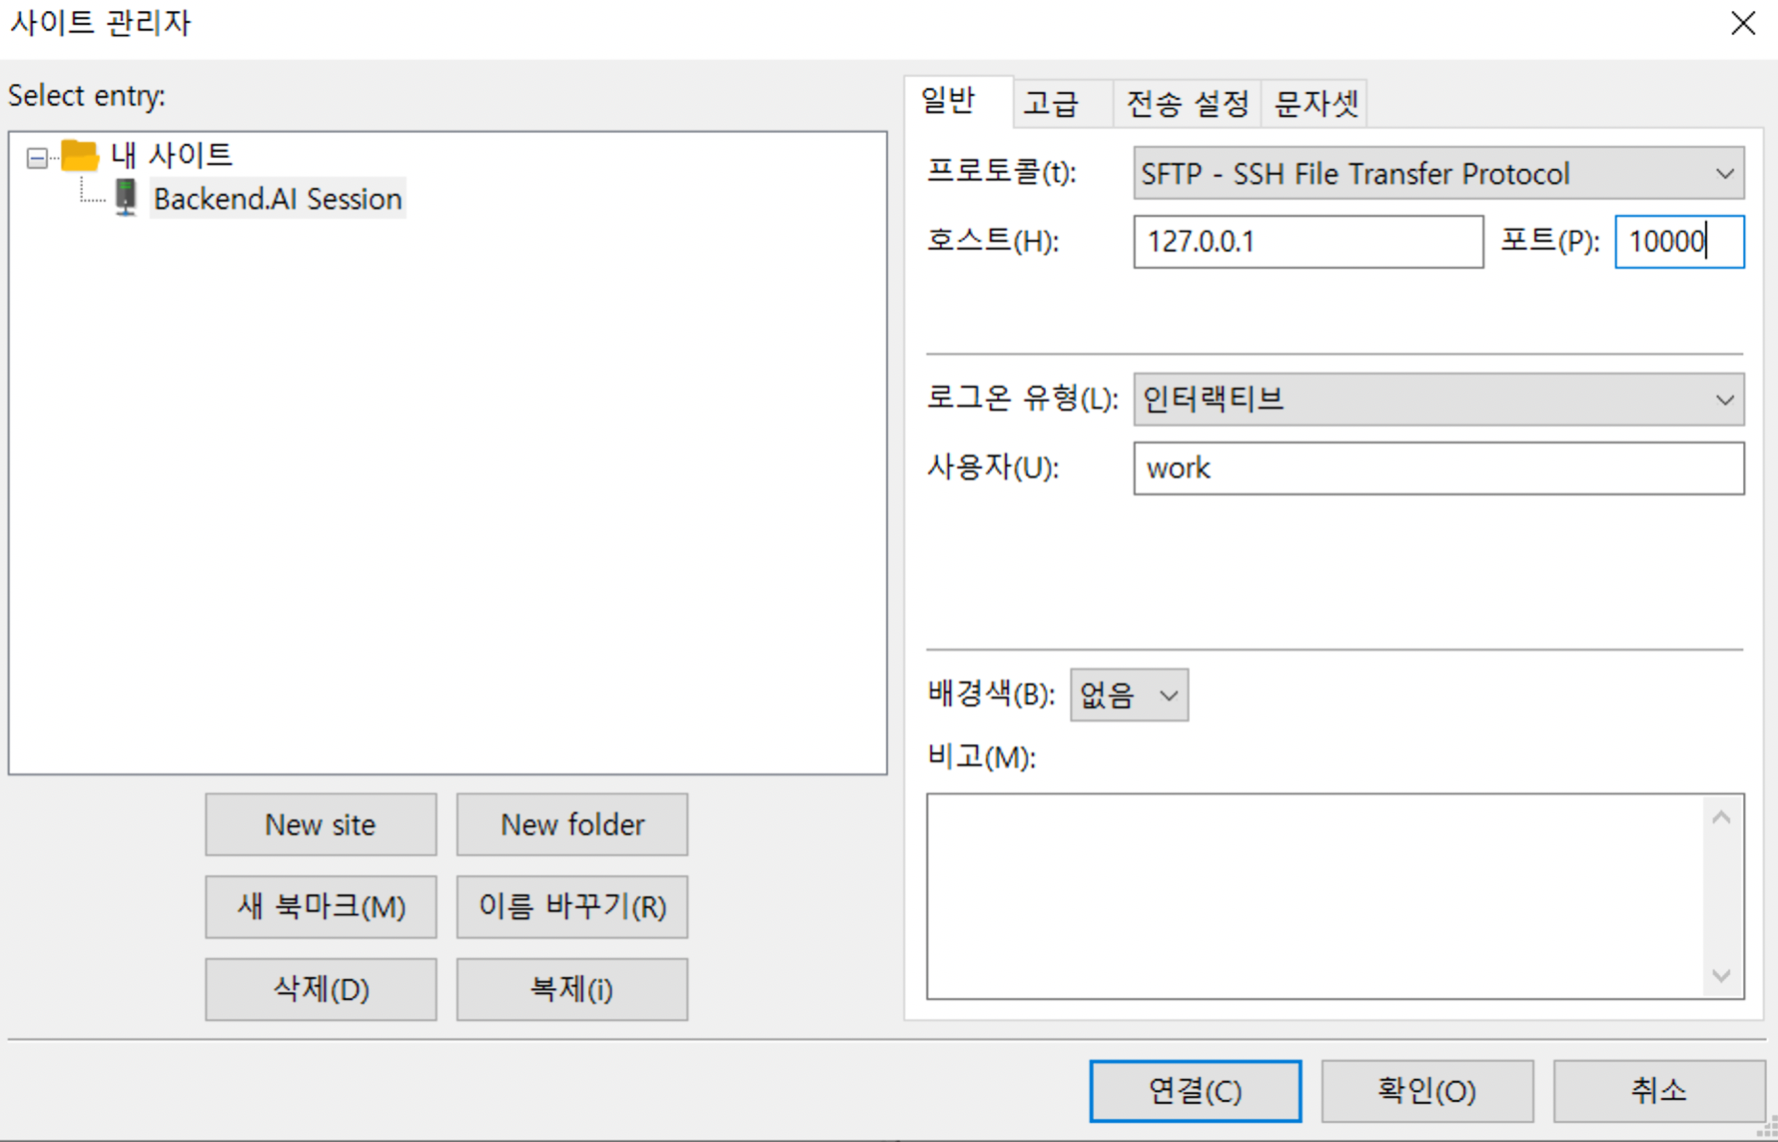 사이트 관리자
Select entry:
내 사이트
Backend.AI Session
New site
New folder
새 북마크(M)
이름 바꾸기(R)
삭제(D)
복제(i)
일반
고급
전송 설정
문자셋
프로토콜(t):
SFTP - SSH File Transfer Protocol
호스트(H):
127.0.0.1
포트(P):
10000
로그온 유형(L):
인터랙티브
사용자(U):
work
배경색(B):
없음
비고(M):
연결(C)
확인(O)
취소